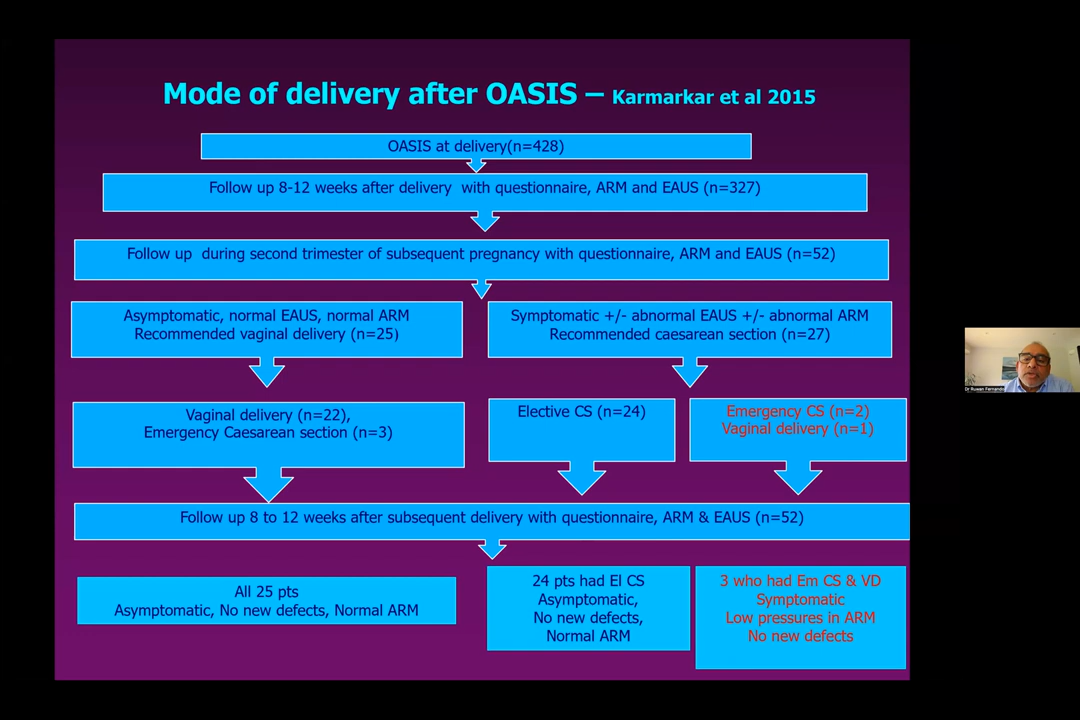 Mode of delivery after OASIS – Karmarkar et al 2015
OASIS at delivery(n=428)
Follow up 8-12 weeks after delivery with questionnaire, ARM and EAUS (n=327)
Follow up during second trimester of subsequent pregnancy with questionnaire, ARM and EAUS (n=52)
Asymptomatic, normal EAUS, normal ARM
Recommended vaginal delivery (n=25)
Symptomatic +/- abnormal EAUS +/- abnormal ARM
Recommended caesarean section (n=27)
Vaginal delivery (n=22),
Emergency Caesarean section (n=3)
Elective CS (n=24)
Emergency CS (n=2)
Vaginal delivery (n=1)
Follow up 8 to 12 weeks after subsequent delivery with questionnaire, ARM & EAUS (n=52)
All 25 pts
Asymptomatic, No new defects, Normal ARM
24 pts had El CS
Asymptomatic,
No new defects,
Normal ARM
3 who had Em CS & VD
Symptomatic
Low pressures in ARM
No new defects
Dr Ruwan Fernando